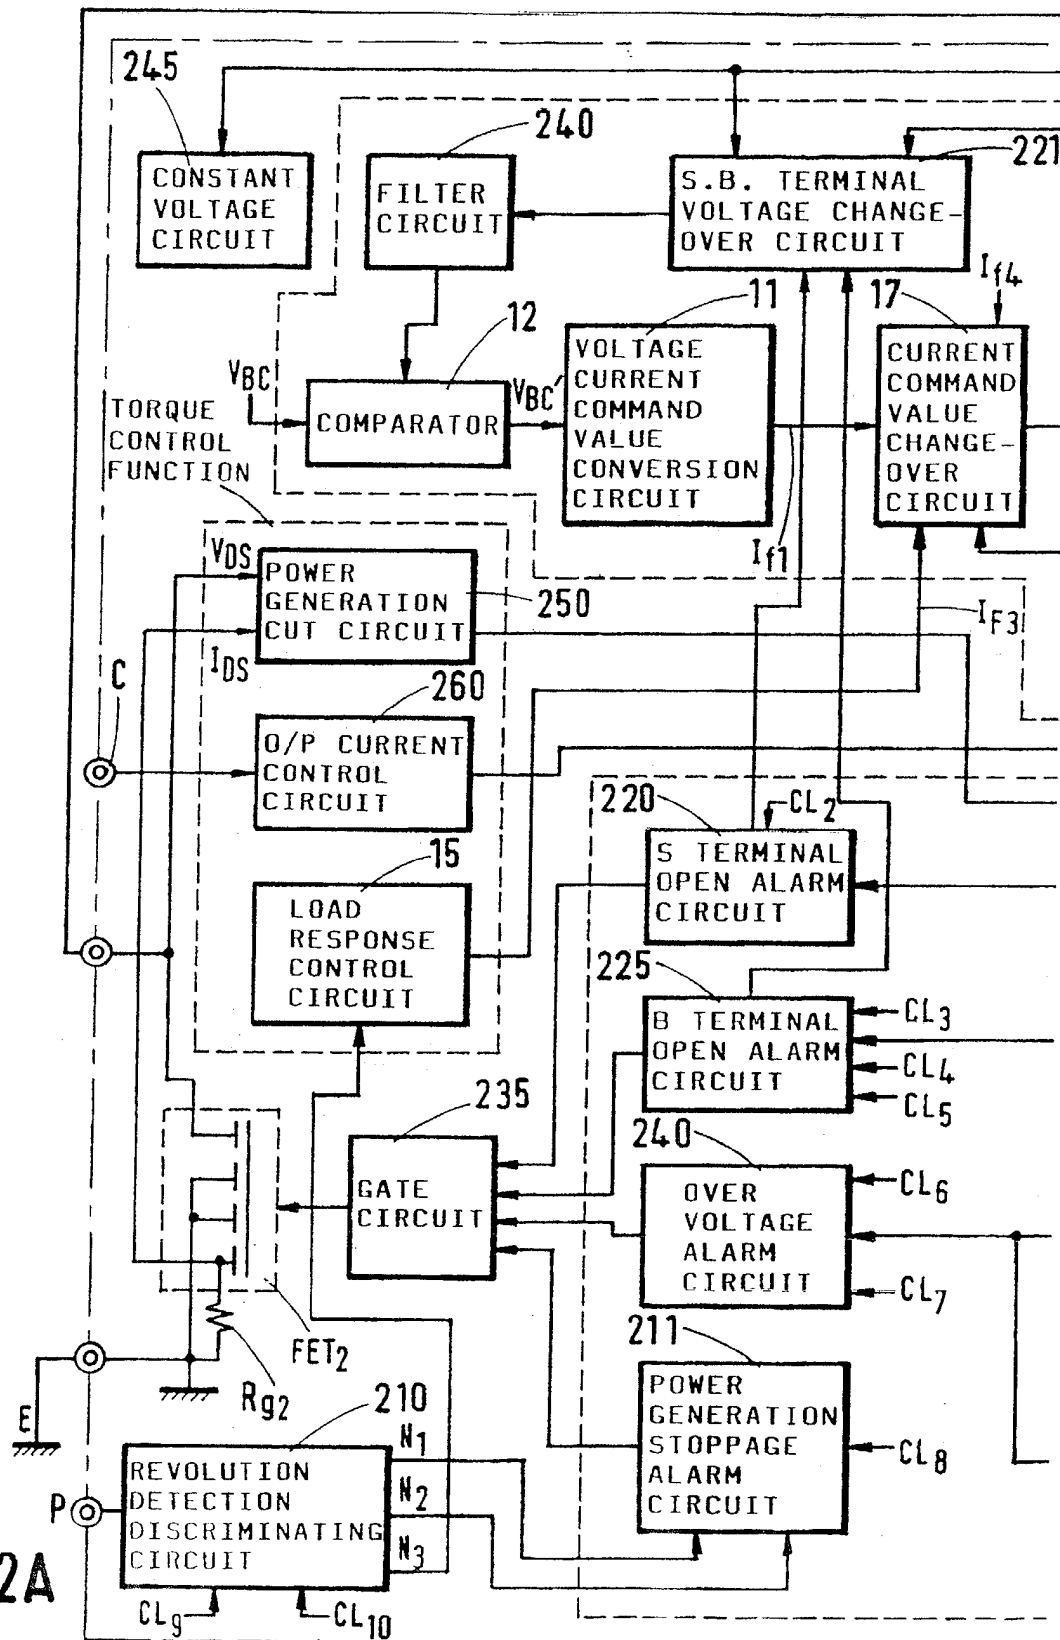 245
240
221
CONSTANT
VOLTAGE
CIRCUIT
FILTER
CIRCUIT
S.B. TERMINAL
VOLTAGE CHANGE-
OVER CIRCUIT
12
11
17
If4
VBC
COMPARATOR
VBC'
VOLTAGE
CURRENT
COMMAND
VALUE
CONVERSION
CIRCUIT
CURRENT
COMMAND
VALUE
CHANGE-
OVER
CIRCUIT
If1
TORQUE
CONTROL
FUNCTION
VDS
POWER
GENERATION
CUT CIRCUIT
250
IDS
IF3
C
260
O/P CURRENT
CONTROL
CIRCUIT
15
LOAD
RESPONSE
CONTROL
CIRCUIT
220
CL2
S TERMINAL
OPEN ALARM
CIRCUIT
225
B TERMINAL
OPEN ALARM
CIRCUIT
CL3
CL4
CL5
235
GATE
CIRCUIT
240
OVER
VOLTAGE
ALARM
CIRCUIT
CL6
CL7
FET2
Rg2
E
211
POWER
GENERATION
STOPPAGE
ALARM
CIRCUIT
CL8
210
N1
N2
N3
P
REVOLUTION
DETECTION
DISCRIMINATING
CIRCUIT
CL9
CL10
2A